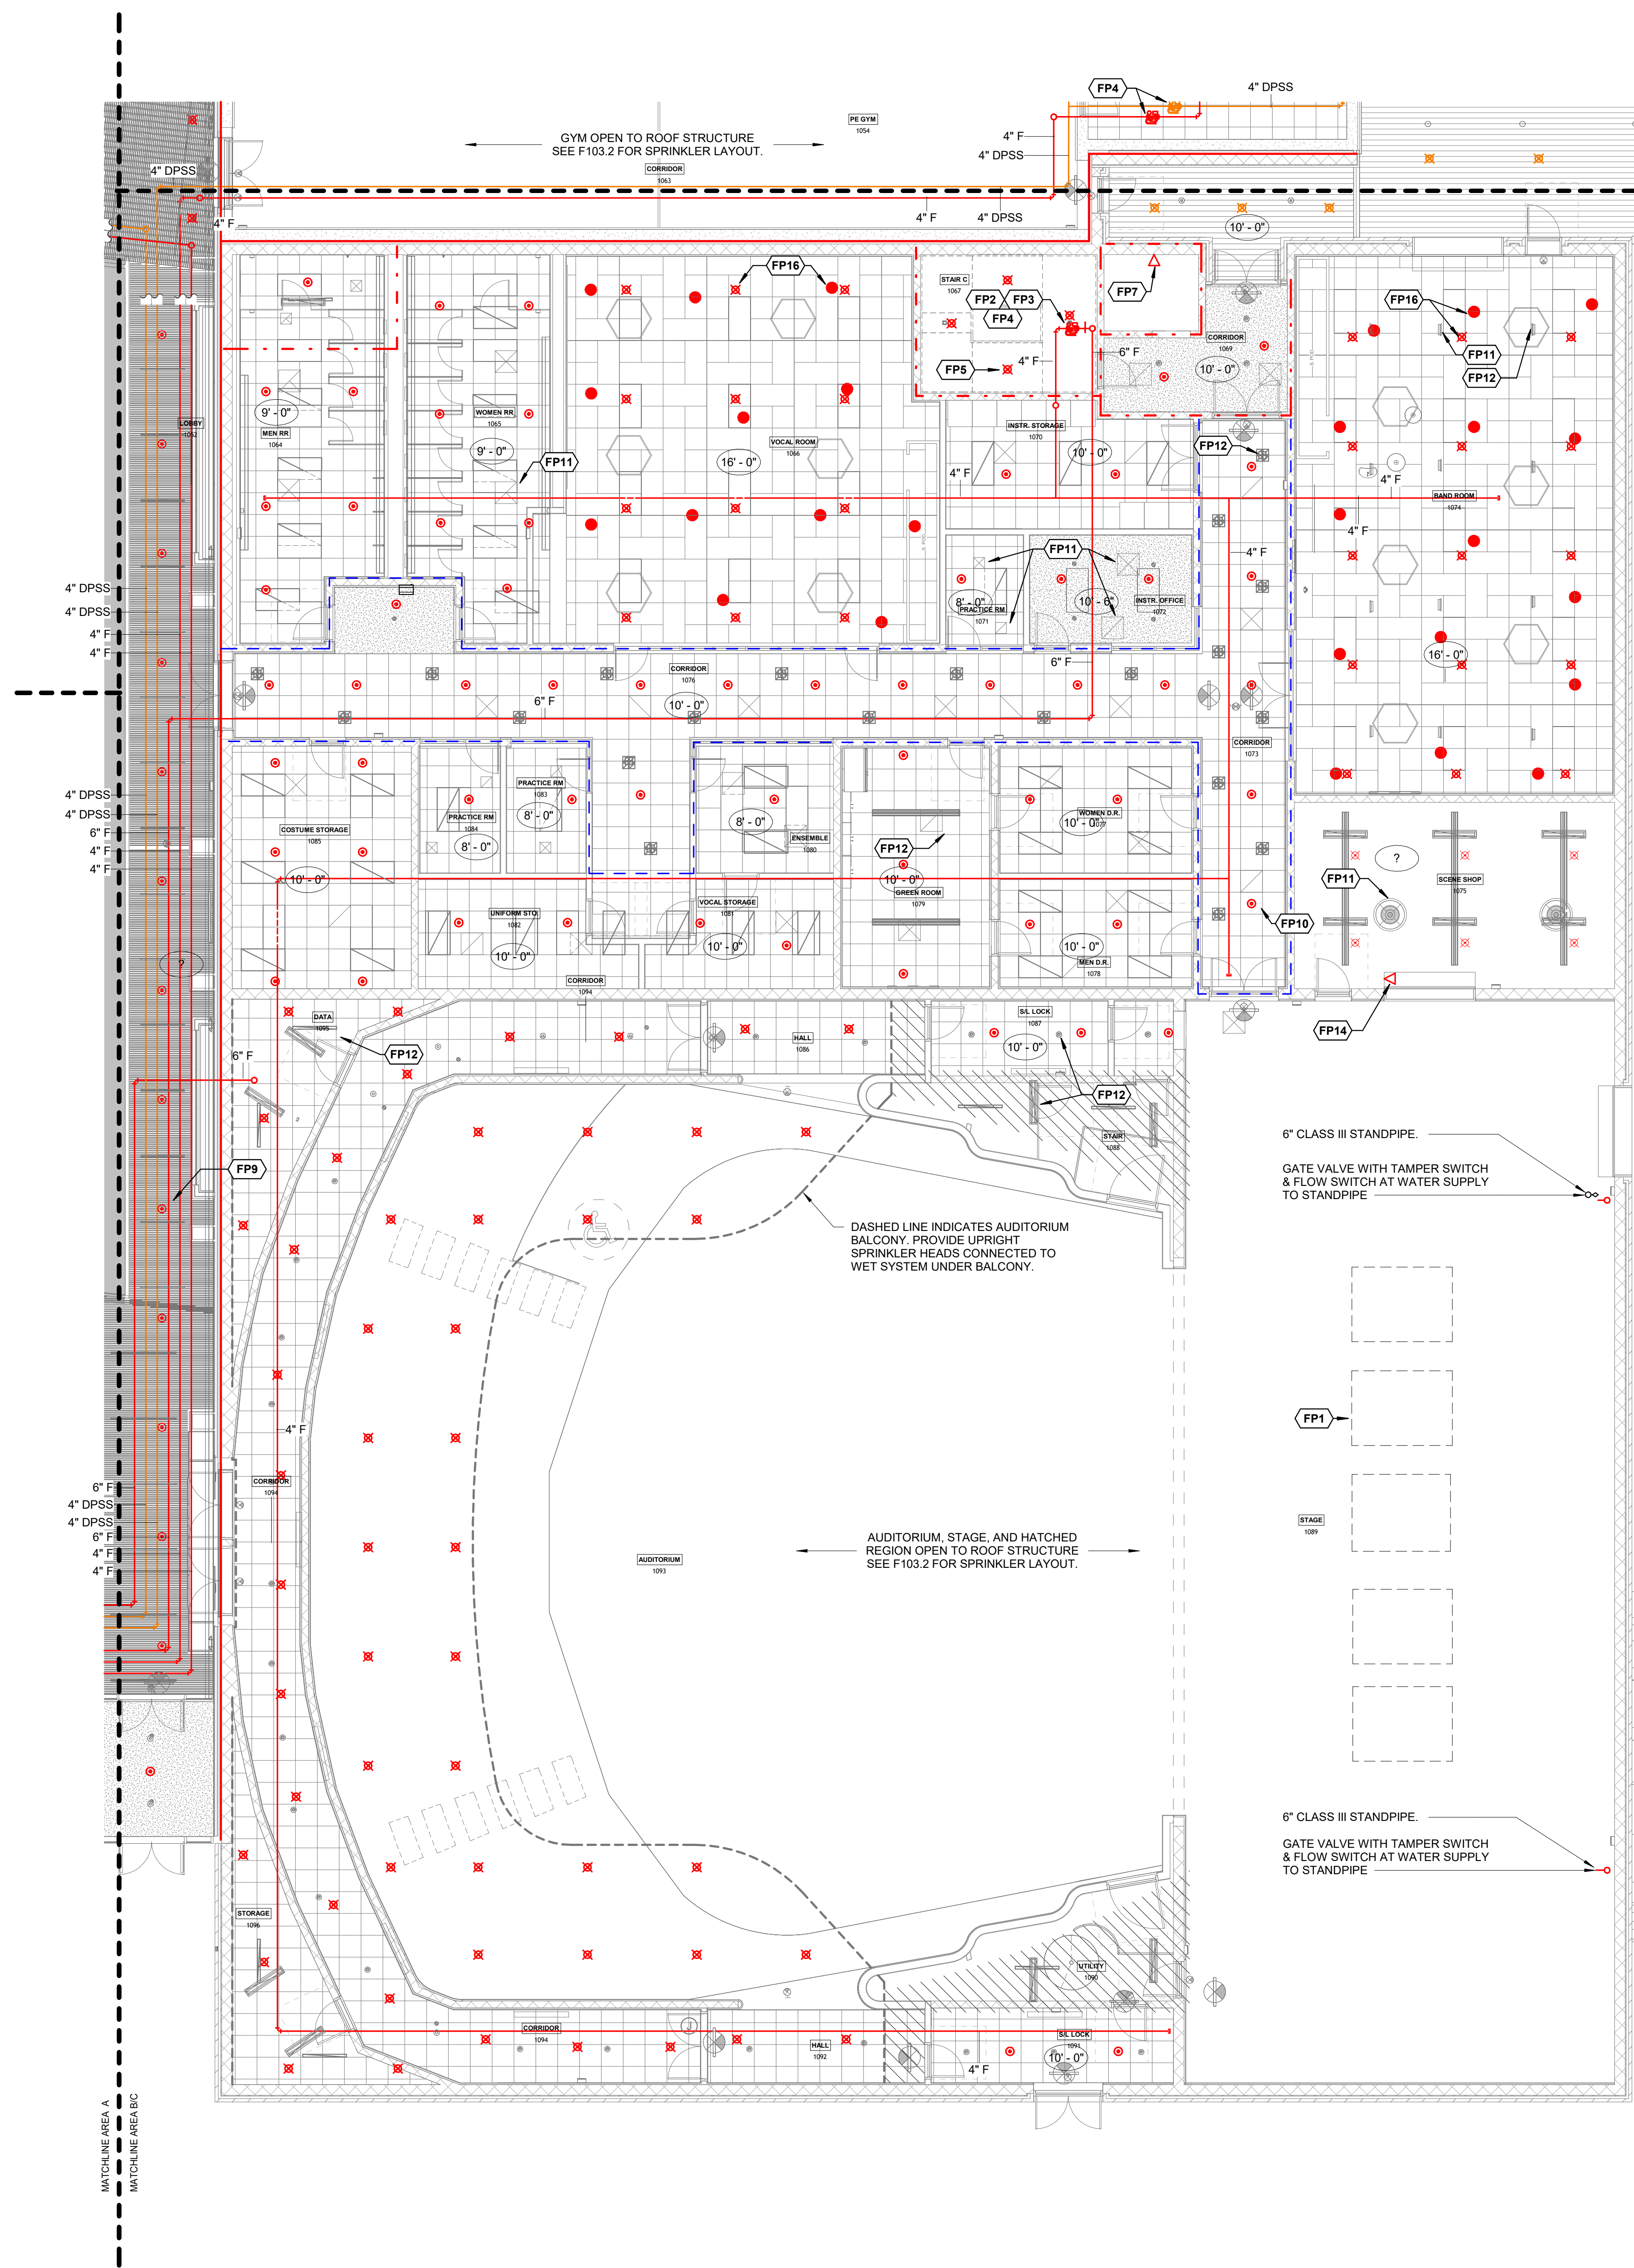 FP4
4" DPSS
PE GYM
1054
GYM OPEN TO ROOF STRUCTURE
SEE F103.2 FOR SPRINKLER LAYOUT.
4" F
4" DPSS
CORRIDOR
1063
4" DPSS
4" F
4" F
4" DPSS
10' - 0"
FP16
STAIR C
1067
FP2
FP3
FP4
FP7
FP16
4" F
6" F
CORRIDOR
1069
10' - 0"
FP5
FP11
FP12
9' - 0"
MEN RR
1064
WOMEN RR
1065
9' - 0"
LOBBY
1052
FP11
VOCAL ROOM
1066
16' - 0"
INSTR. STORAGE
1070
10' - 0"
FP12
4" F
4" F
BAND ROOM
1074
4" F
4" F
FP11
8' - 0"
PRACTICE RM
1071
10' - 6"
INSTR. OFFICE
1072
4" DPSS
4" DPSS
4" F
4" F
16' - 0"
CORRIDOR
1076
6" F
6" F
10' - 0"
CORRIDOR
1073
4" DPSS
4" DPSS
6" F
4" F
4" F
COSTUME STORAGE
1085
10' - 0"
PRACTICE RM
1083
8' - 0"
PRACTICE RM
1084
8' - 0"
8' - 0"
ENSEMBLE
1080
FP12
10' - 0"
GREEN ROOM
1079
WOMEN D.R.
1077
10' - 0"
?
FP11
SCENE SHOP
1075
UNIFORM STO.
1082
10' - 0"
VOCAL STORAGE
1081
10' - 0"
10' - 0"
MEN D.R.
1078
FP10
?
CORRIDOR
1094
DATA
1095
FP12
HALL
1086
S/L LOCK
1087
10' - 0"
FP14
6" F
FP12
STAIR
1088
FP9
6" CLASS III STANDPIPE.
GATE VALVE WITH TAMPER SWITCH
& FLOW SWITCH AT WATER SUPPLY
TO STANDPIPE
DASHED LINE INDICATES AUDITORIUM
BALCONY. PROVIDE UPRIGHT
SPRINKLER HEADS CONNECTED TO
WET SYSTEM UNDER BALCONY.
FP1
4" F
CORRIDOR
1094
6" F
4" DPSS
4" DPSS
6" F
4" F
4" F
AUDITORIUM
1093
AUDITORIUM, STAGE, AND HATCHED
REGION OPEN TO ROOF STRUCTURE
SEE F103.2 FOR SPRINKLER LAYOUT.
STAGE
1089
6" CLASS III STANDPIPE.
GATE VALVE WITH TAMPER SWITCH
& FLOW SWITCH AT WATER SUPPLY
TO STANDPIPE
STORAGE
1096
UTILITY
1090
CORRIDOR
1094
J
HALL
1092
S/L LOCK
1091
10' - 0"
4" F
MATCHLINE AREA A
MATCHLINE AREA B/C